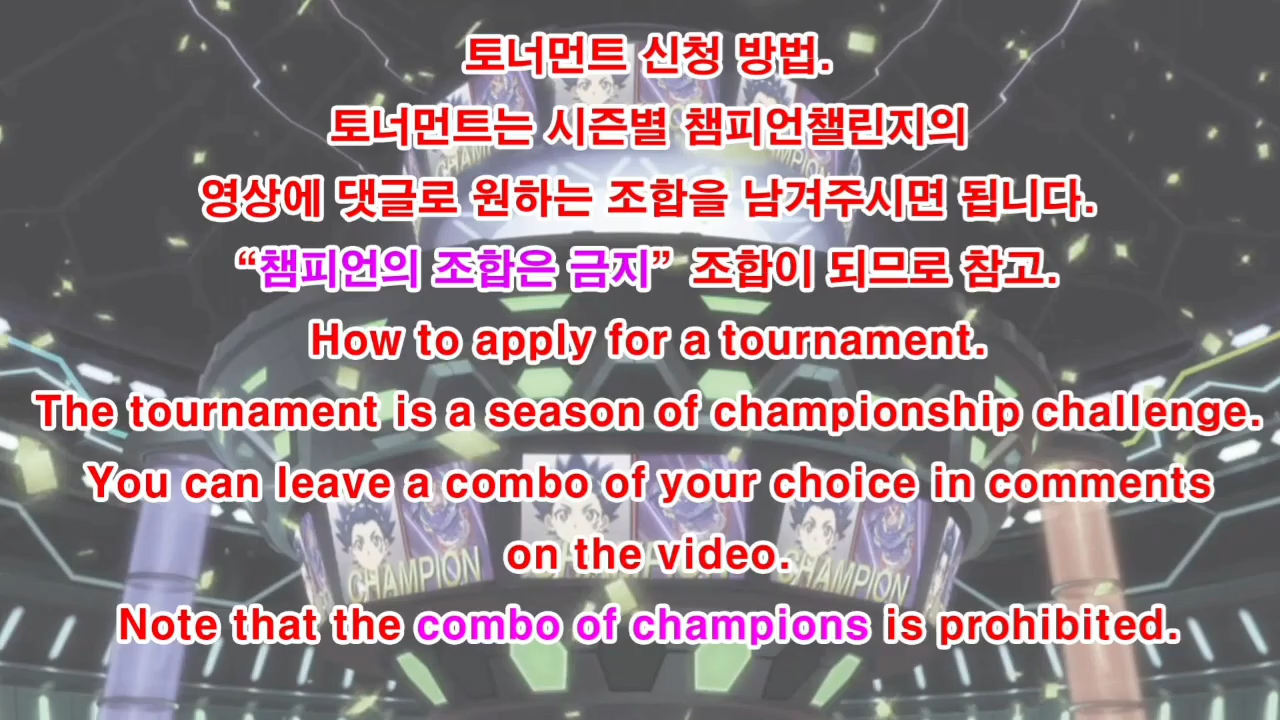 토너먼트 신청 방법.
토너먼트는 시즌별 챔피언챌린지의
영상에 댓글로 원하는 조합을 남겨주시면 됩니다.
“챔피언의 조합은 금지” 조합이 되므로 참고.
How to apply for a tournament.
The tournament is a season of championship challenge.
You can leave a combo of your choice in comments
on the video.
Note that the combo of champions is prohibited.
CHAMPION
CHAMPION